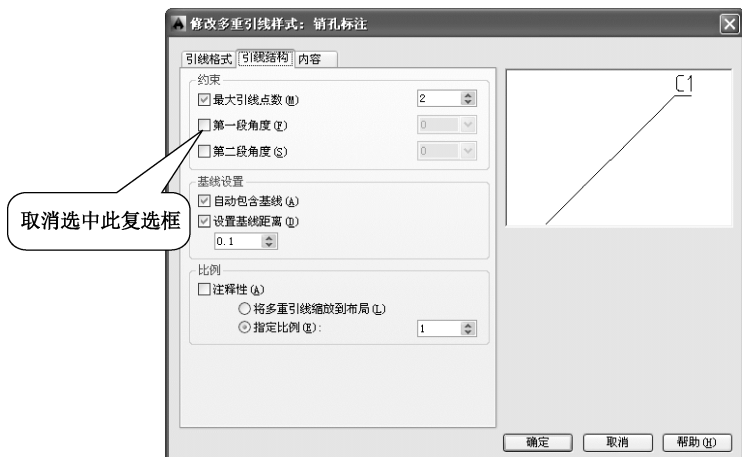 修改多重引线样式：销孔标注
引线格式 引线结构 内容
约束
最大引线点数(M) 2
第一段角度(F) 0
第二段角度(S) 0
基线设置
自动包含基线(A)
设置基线距离(D)
0.1
比例
注释性(A)
将多重引线缩放到布局(L)
指定比例(E): 1
C1
取消选中此复选框
确定 取消 帮助(H)